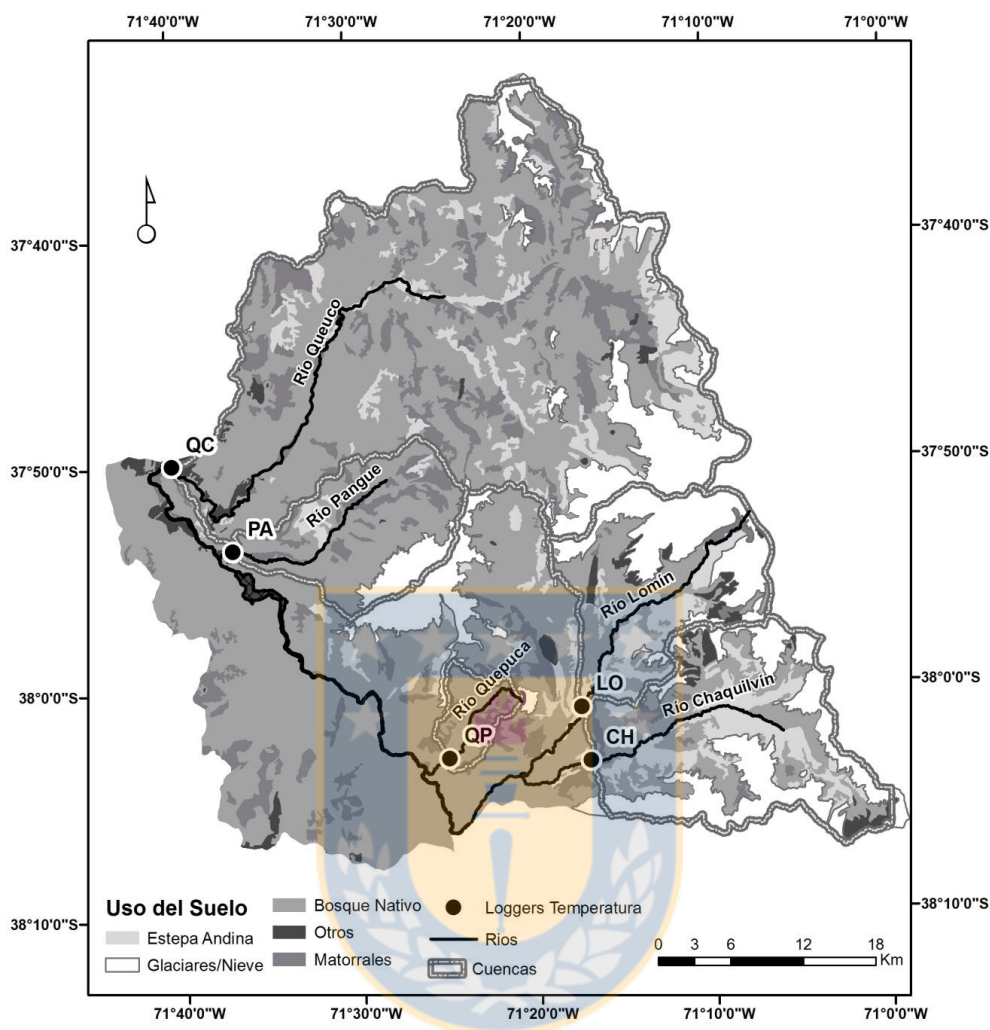 71°40'0"W 71°30'0"W 71°20'0"W 71°10'0"W 71°0'0"W
37°40'0"S 37°40'0"S
Río Queuco
QC
37°50'0"S 37°50'0"S
Río Pangue
PA
Río Lomín
38°0'0"S 38°0'0"S
Río Quepuca
LO
Río Chaquilvín
QP
CH
Uso del Suelo
Estepa Andina
Glaciares/Nieve
Bosque Nativo
Otros
Matorrales
Loggers Temperatura
Rios
Cuencas
0 3 6 12 18
Km
38°10'0"S 38°10'0"S
71°40'0"W 71°30'0"W 71°20'0"W 71°10'0"W 71°0'0"W